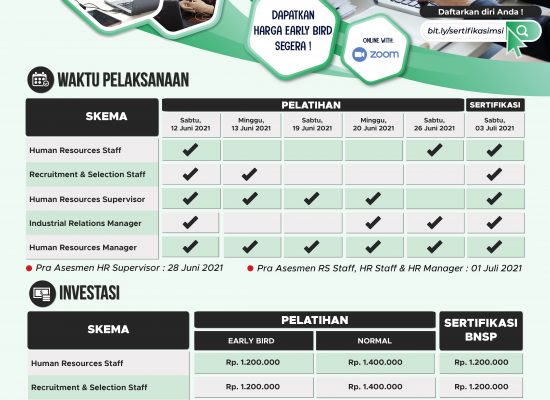 DAPATKAN
HARGA EARLY BIRD
SEGERA !
ONLINE WITH:
zoom
Daftarkan diri Anda !
bit.ly/sertifikasimsi
WAKTU PELAKSANAAN
SKEMA
PELATIHAN
SERTIFIKASI
Sabtu, 12 Juni 2021
Minggu, 13 Juni 2021
Sabtu, 19 Juni 2021
Minggu, 20 Juni 2021
Sabtu, 26 Juni 2021
Sabtu, 03 Juli 2021
Human Resources Staff ✔ ✔ ✔
Recruitment & Selection Staff ✔ ✔ ✔
Human Resources Supervisor ✔ ✔ ✔ ✔ ✔
Industrial Relations Manager ✔ ✔ ✔ ✔
Human Resources Manager ✔ ✔ ✔ ✔ ✔ ✔
Pra Asesmen HR Supervisor : 28 Juni 2021
Pra Asesmen RS Staff, HR Staff & HR Manager : 01 Juli 2021
INVESTASI
SKEMA
PELATIHAN
SERTIFIKASI BNSP
EARLY BIRD
NORMAL
Human Resources Staff Rp. 1.200.000 Rp. 1.400.000 Rp. 1.200.000
Recruitment & Selection Staff Rp. 1.200.000 Rp. 1.400.000 Rp. 1.200.000